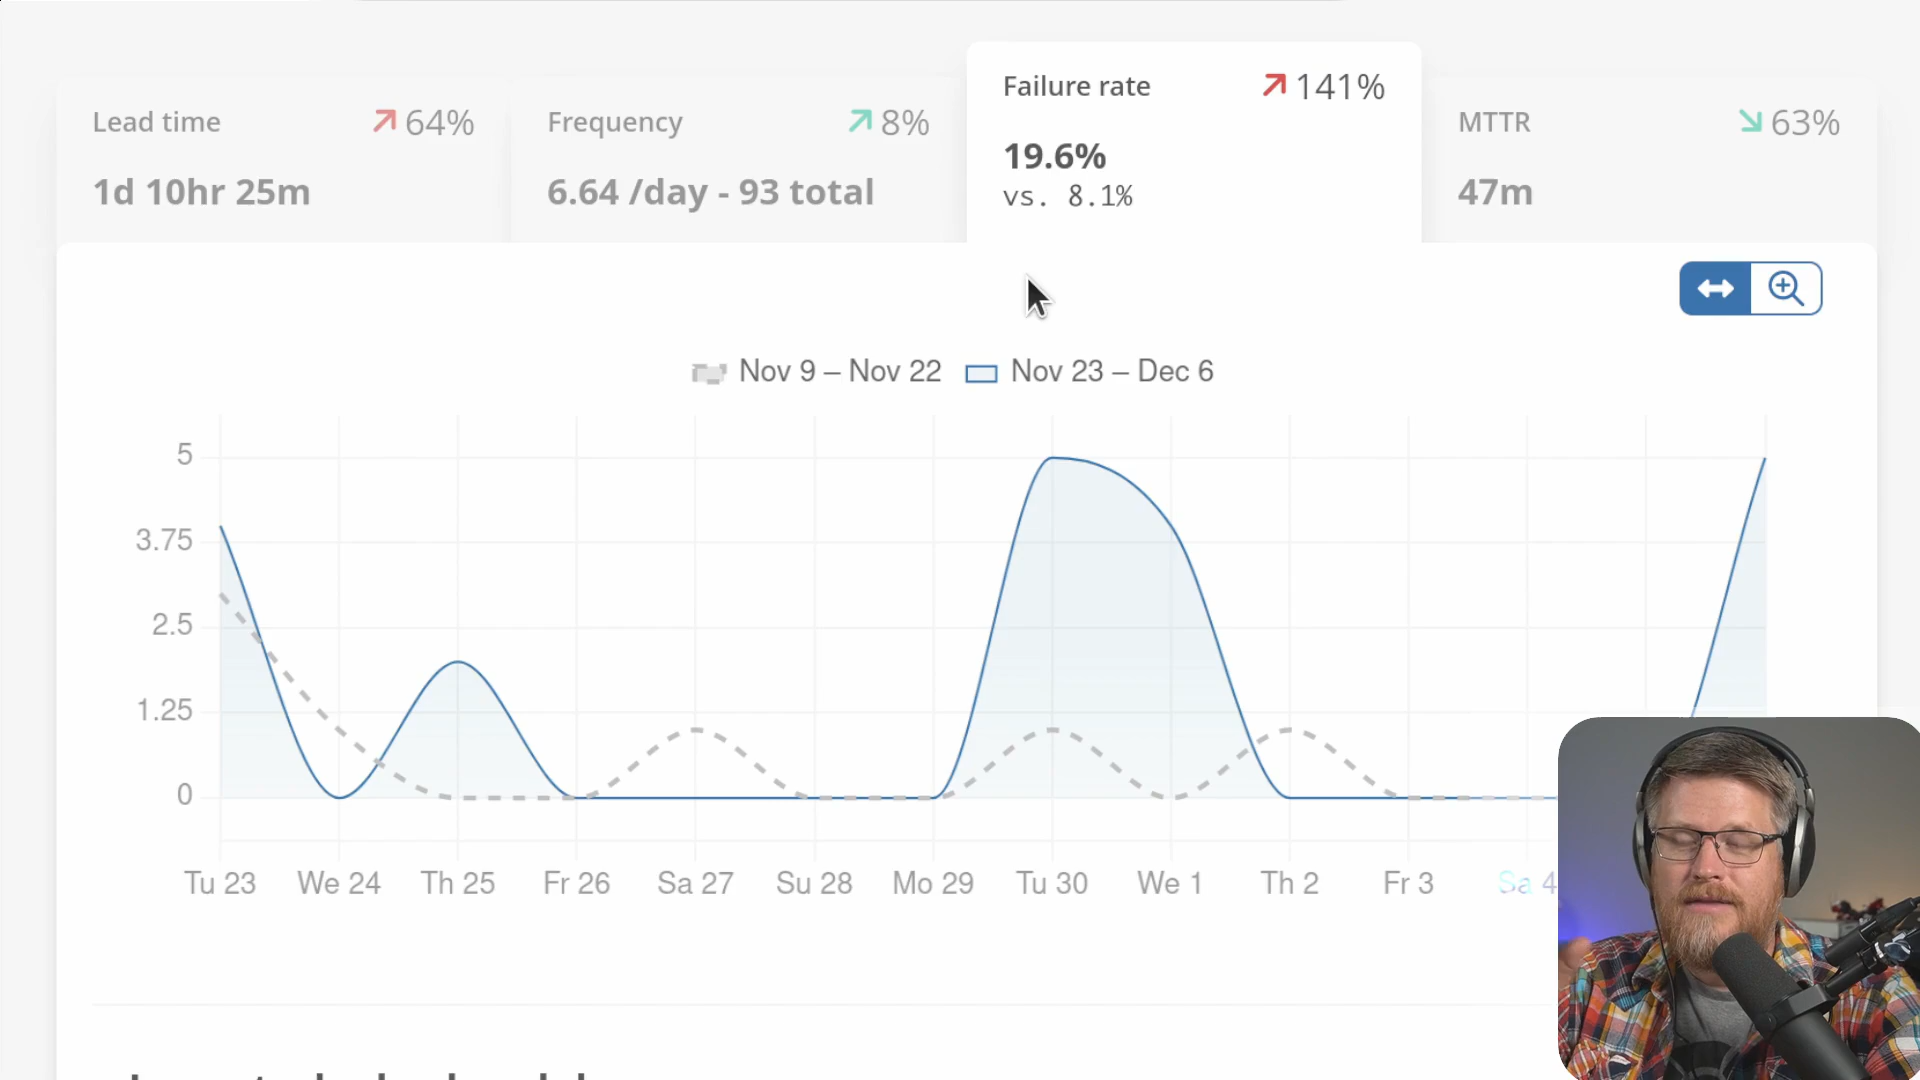 Lead time 64%
1d 10hr 25m
Frequency 8%
6.64 /day - 93 total
Failure rate 141%
19.6%
vs. 8.1%
MTTR 63%
47m
Nov 9 – Nov 22 Nov 23 – Dec 6
5
3.75
2.5
1.25
0
Tu 23 We 24 Th 25 Fr 26 Sa 27 Su 28 Mo 29 Tu 30 We 1 Th 2 Fr 3 Sa 4